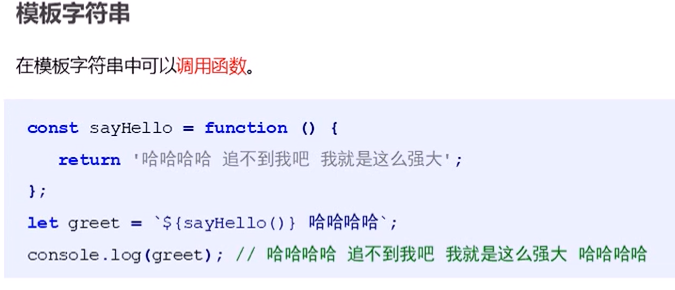 模板字符串
在模板字符串中可以调用函数。
const sayHello = function () {
return '哈哈哈哈 追不到我吧 我就是这么强大';
};
let greet = `${sayHello()} 哈哈哈哈`;
console.log(greet); // 哈哈哈哈 追不到我吧 我就是这么强大 哈哈哈哈